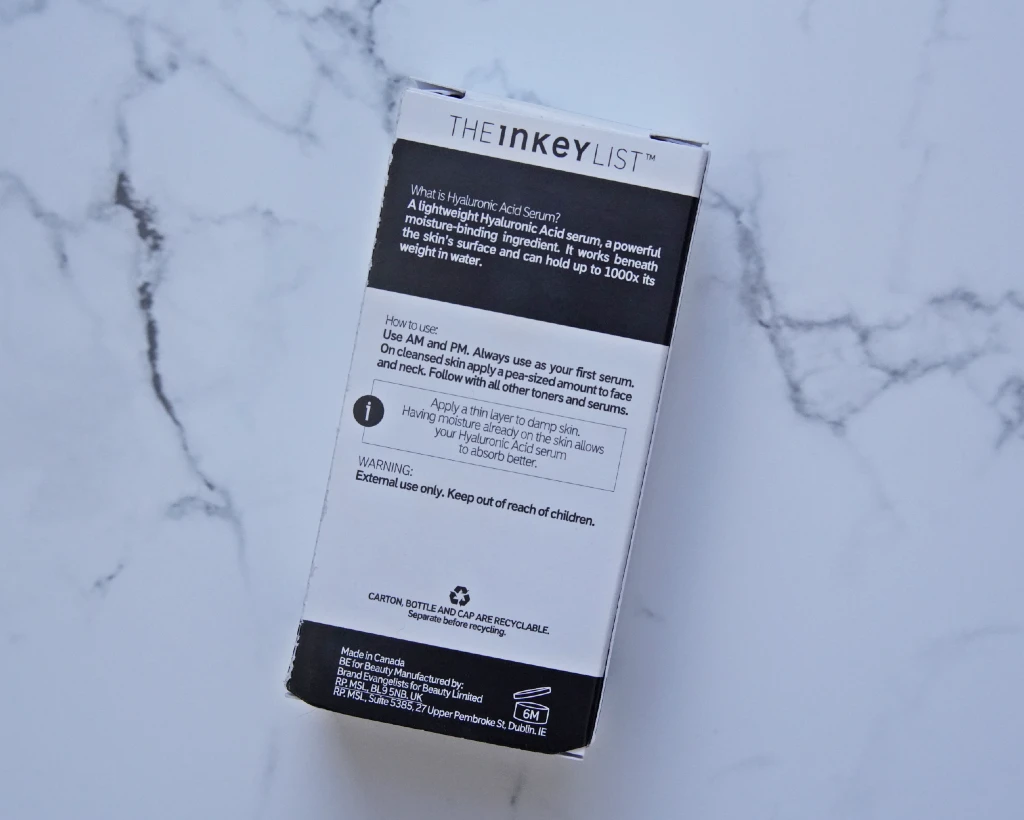 THE INKEY LIST™
What is Hyaluronic Acid Serum?
A lightweight Hyaluronic Acid serum, a powerful
moisture-binding ingredient. It works beneath
the skin's surface and can hold up to 1000x its
weight in water.
How to use:
Use AM and PM. Always use as your first serum.
On cleansed skin apply a pea-sized amount to face
and neck. Follow with all other toners and serums.
i
Apply a thin layer to damp skin.
Having moisture already on the skin allows
your Hyaluronic Acid serum
to absorb better.
WARNING:
External use only. Keep out of reach of children.
CARTON, BOTTLE AND CAP ARE RECYCLABLE.
Separate before recycling.
Made in Canada
BE for Beauty Manufactured by:
Brand Evangelists for Beauty Limited
RP. MSL, BL9 5NB. UK
RP. MSL, Suite 5385, 27 Upper Pembroke St, Dublin. IE
6M